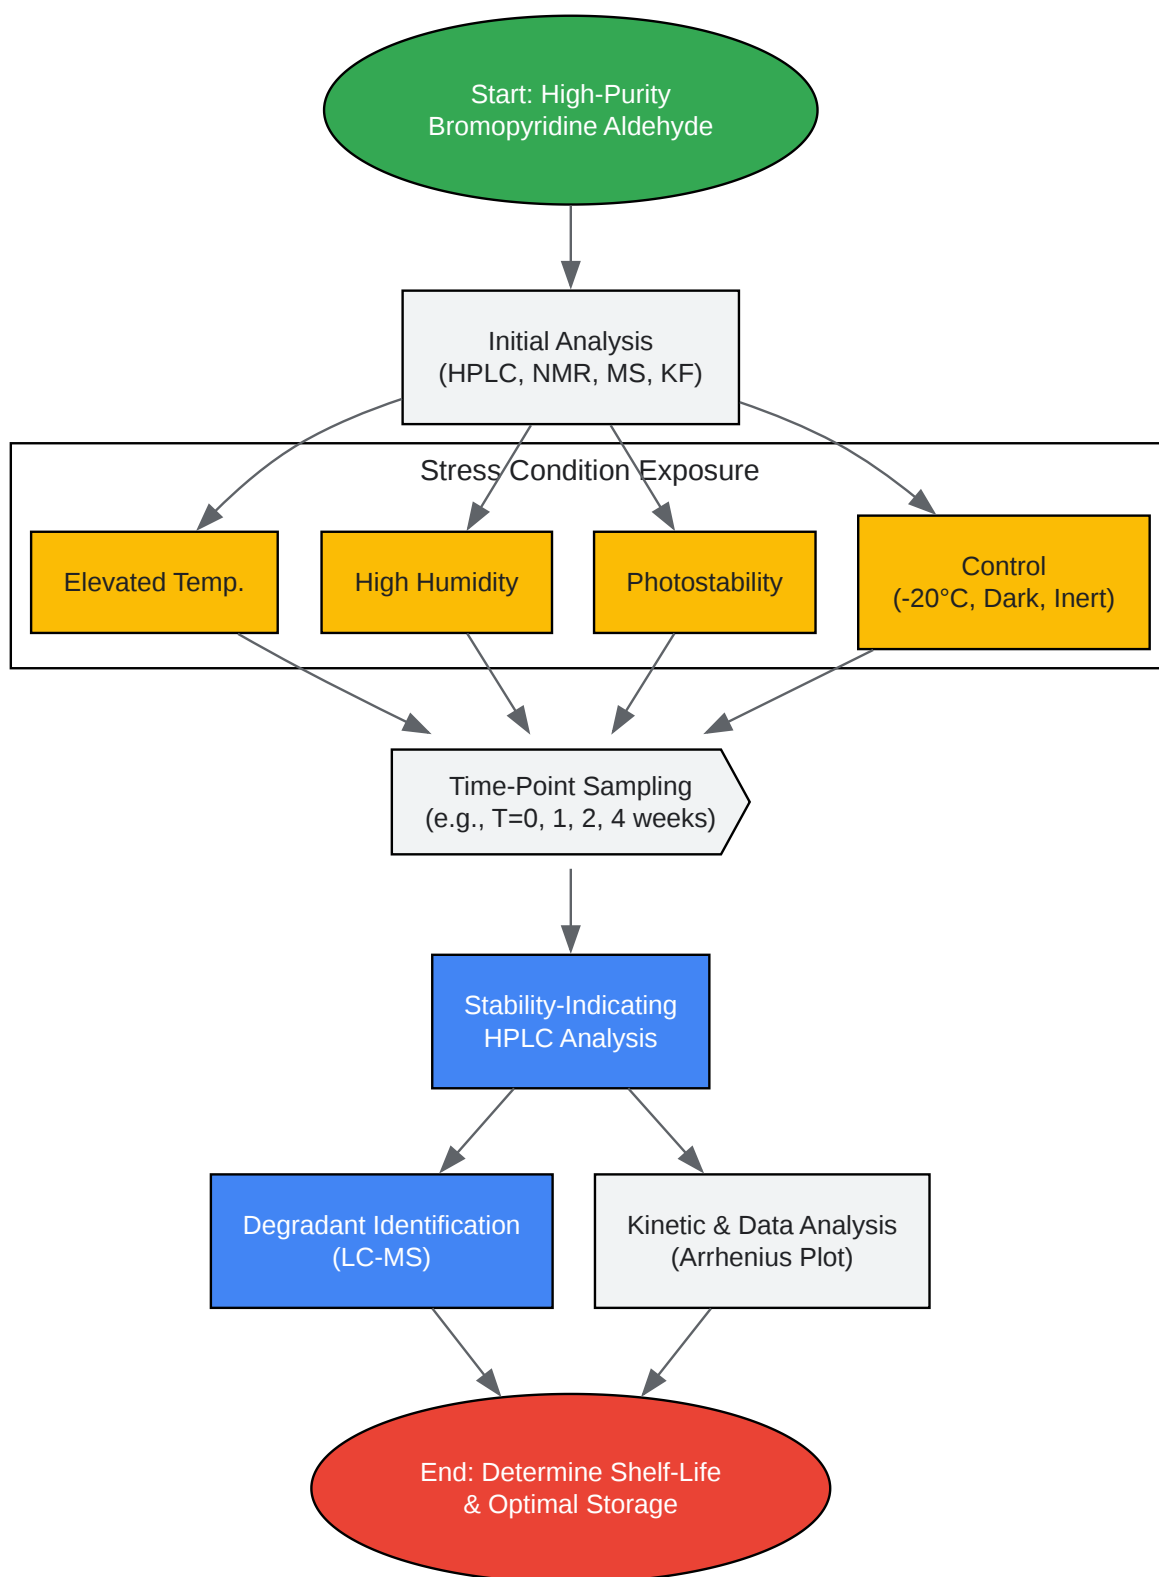 Start: High-Purity
Bromopyridine Aldehyde
Initial Analysis
(HPLC, NMR, MS, KF)
Stress Condition Exposure
Elevated Temp.
High Humidity
Photostability
Control
(-20°C, Dark, Inert)
Time-Point Sampling
(e.g., T=0, 1, 2, 4 weeks)
Stability-Indicating
HPLC Analysis
Degradant Identification
(LC-MS)
Kinetic & Data Analysis
(Arrhenius Plot)
End: Determine Shelf-Life
& Optimal Storage